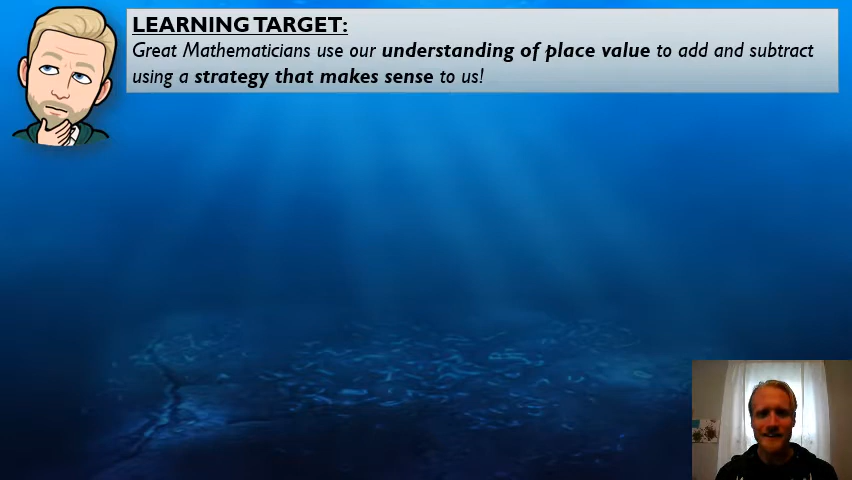 LEARNING TARGET:
Great Mathematicians use our understanding of place value to add and subtract
using a strategy that makes sense to us!